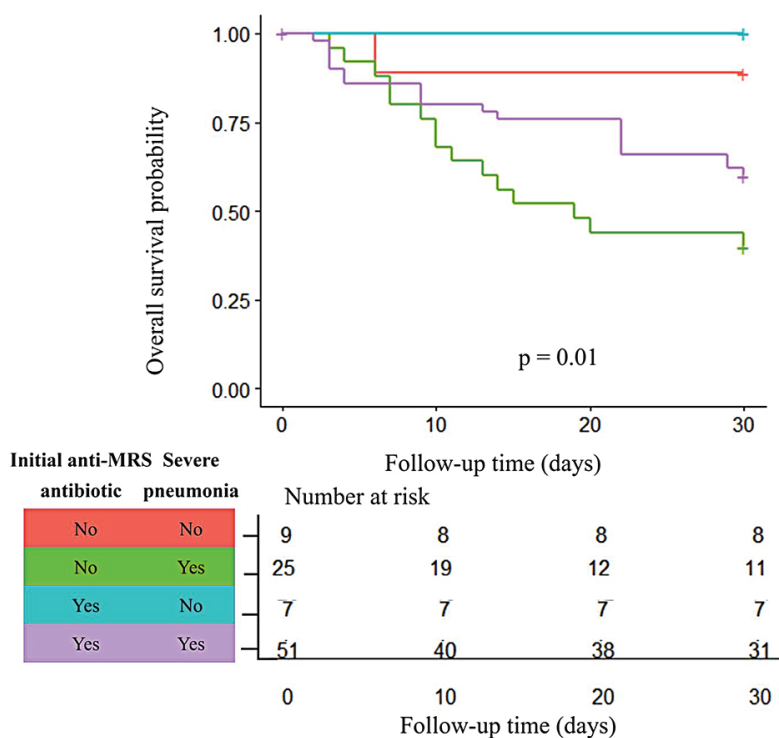 1.00
0.75
0.50
0.25
0.00
Overall survival probability
p = 0.01
0 10 20 30
Follow-up time (days)
Initial anti-MRS Severe
antibiotic pneumonia
Number at risk
No No 9 8 8 8
No Yes 25 19 12 11
Yes No 7 7 7 7
Yes Yes 51 40 38 31
0 10 20 30
Follow-up time (days)